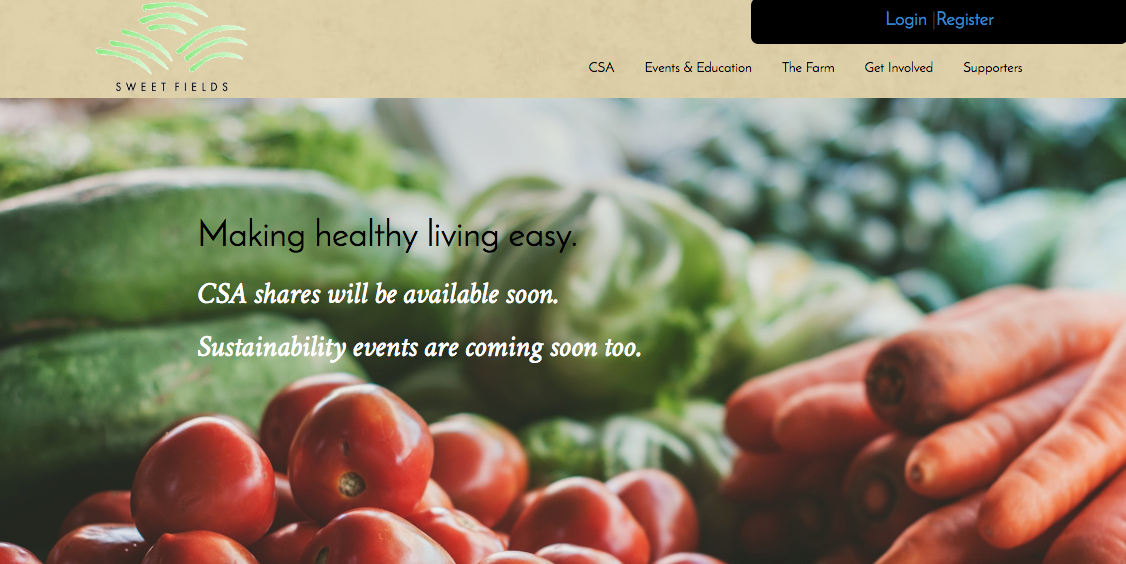 Login |Register
SWEET FIELDS
CSA Events & Education The Farm Get Involved Supporters
Making healthy living easy.
CSA shares will be available soon.
Sustainability events are coming soon too.